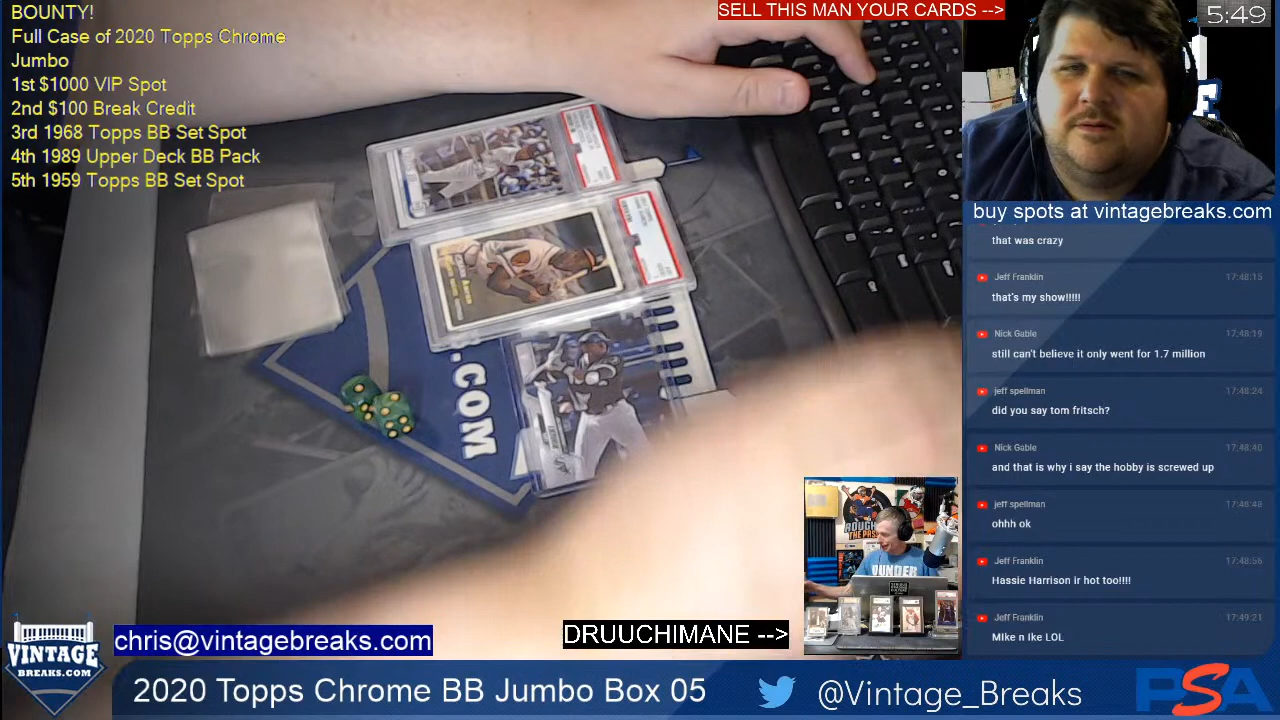 BOUNTY!
Full Case of 2020 Topps Chrome
Jumbo
1st $1000 VIP Spot
2nd $100 Break Credit
3rd 1968 Topps BB Set Spot
4th 1989 Upper Deck BB Pack
5th 1959 Topps BB Set Spot
SELL THIS MAN YOUR CARDS -->
5:49
buy spots at vintagebreaks.com
that was crazy
Jeff Franklin 17:48:15
that's my show!!!!!
Nick Gable 17:48:19
still can't believe it only went for 1.7 million
jeff spellman 17:48:24
did you say tom fritsch?
Nick Gable 17:48:40
and that is why i say the hobby is screwed up
jeff spellman 17:48:48
ohhh ok
Jeff Franklin 17:48:56
Hassie Harrison ir hot too!!!!
Jeff Franklin 17:49:21
MIke n Ike LOL
.COM
ROUGH
THE PAS
DRUUCHIMANE -->
chris@vintagebreaks.com
VINTAGE
BREAKS.COM
2020 Topps Chrome BB Jumbo Box 05
@Vintage_Breaks
PSA